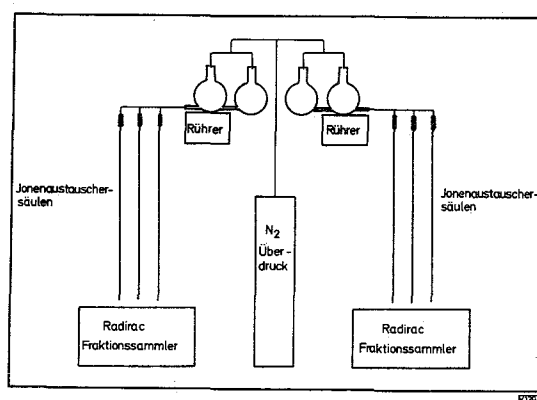 Rührer
Rührer
Jonenaustauscher-
säulen
Jonenaustauscher-
säulen
N2
Über-
druck
Radirac
Fraktionssammler
Radirac
Fraktionssammler